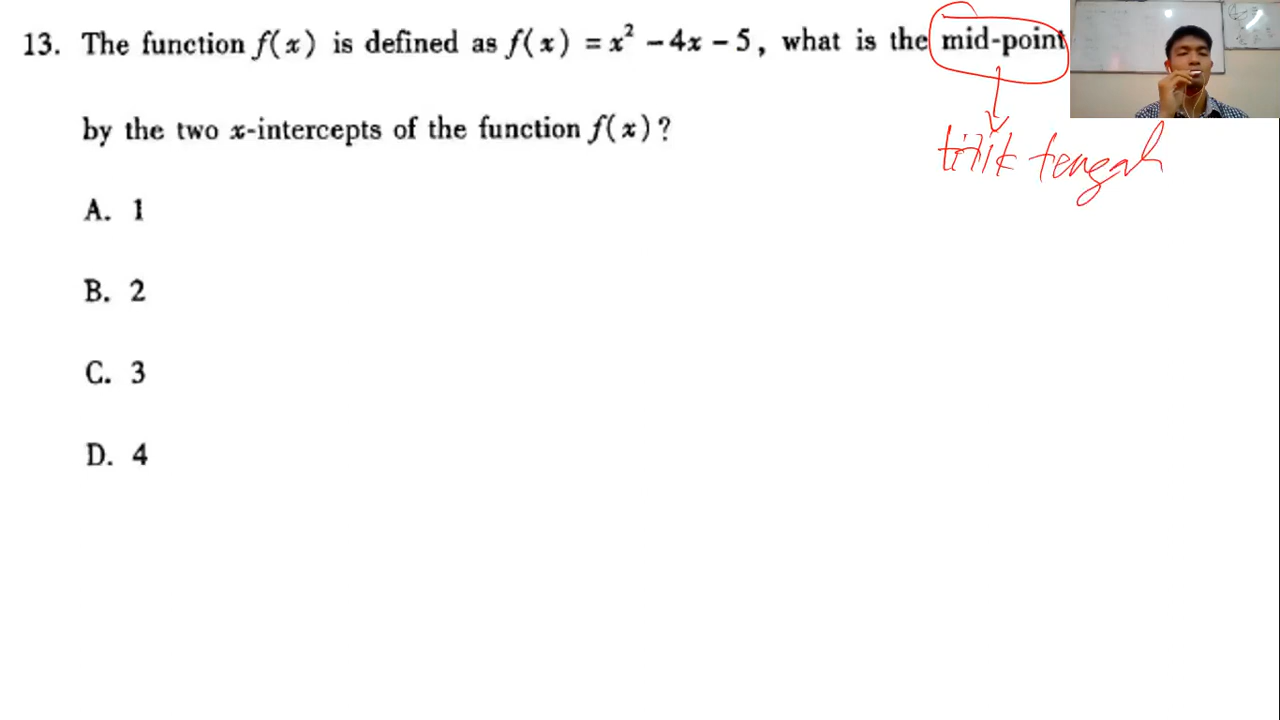 13. The function f(x) is defined as f(x) = x² − 4x − 5, what is the mid-point
titik tengah
by the two x-intercepts of the function f(x)?
A. 1
B. 2
C. 3
D. 4